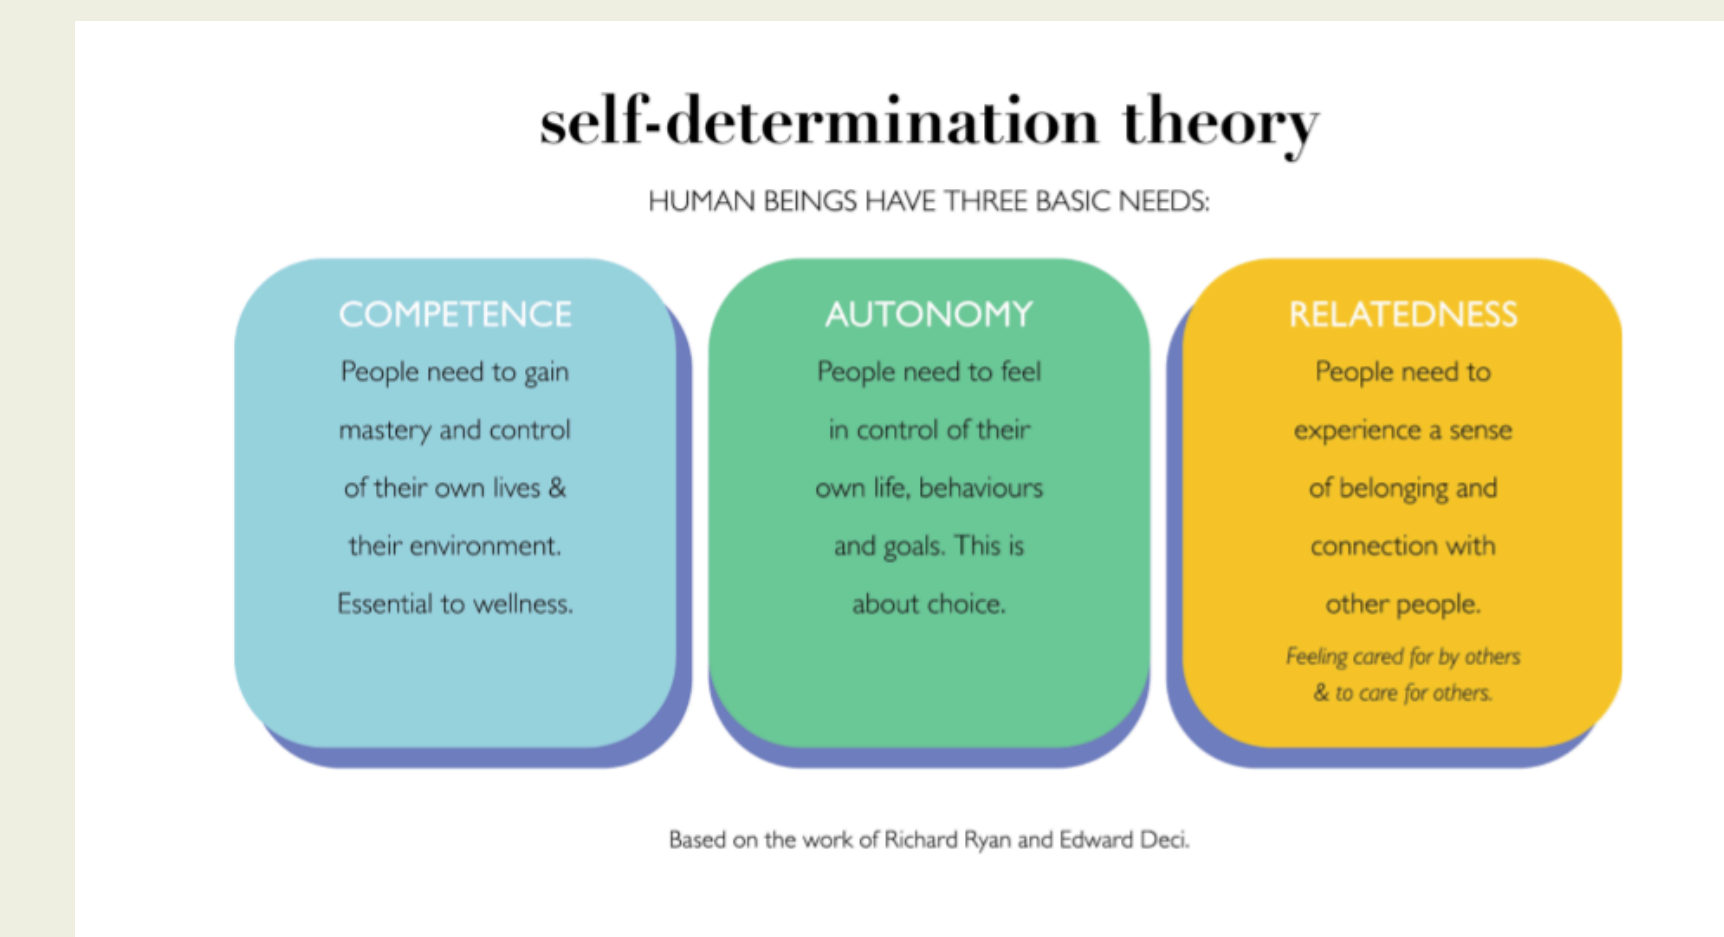 self-determination theory
HUMAN BEINGS HAVE THREE BASIC NEEDS:
COMPETENCE
People need to gain
mastery and control
of their own lives &
their environment.
Essential to wellness.
AUTONOMY
People need to feel
in control of their
own life, behaviours
and goals. This is
about choice.
RELATEDNESS
People need to
experience a sense
of belonging and
connection with
other people.
Feeling cared for by others
& to care for others.
Based on the work of Richard Ryan and Edward Deci.